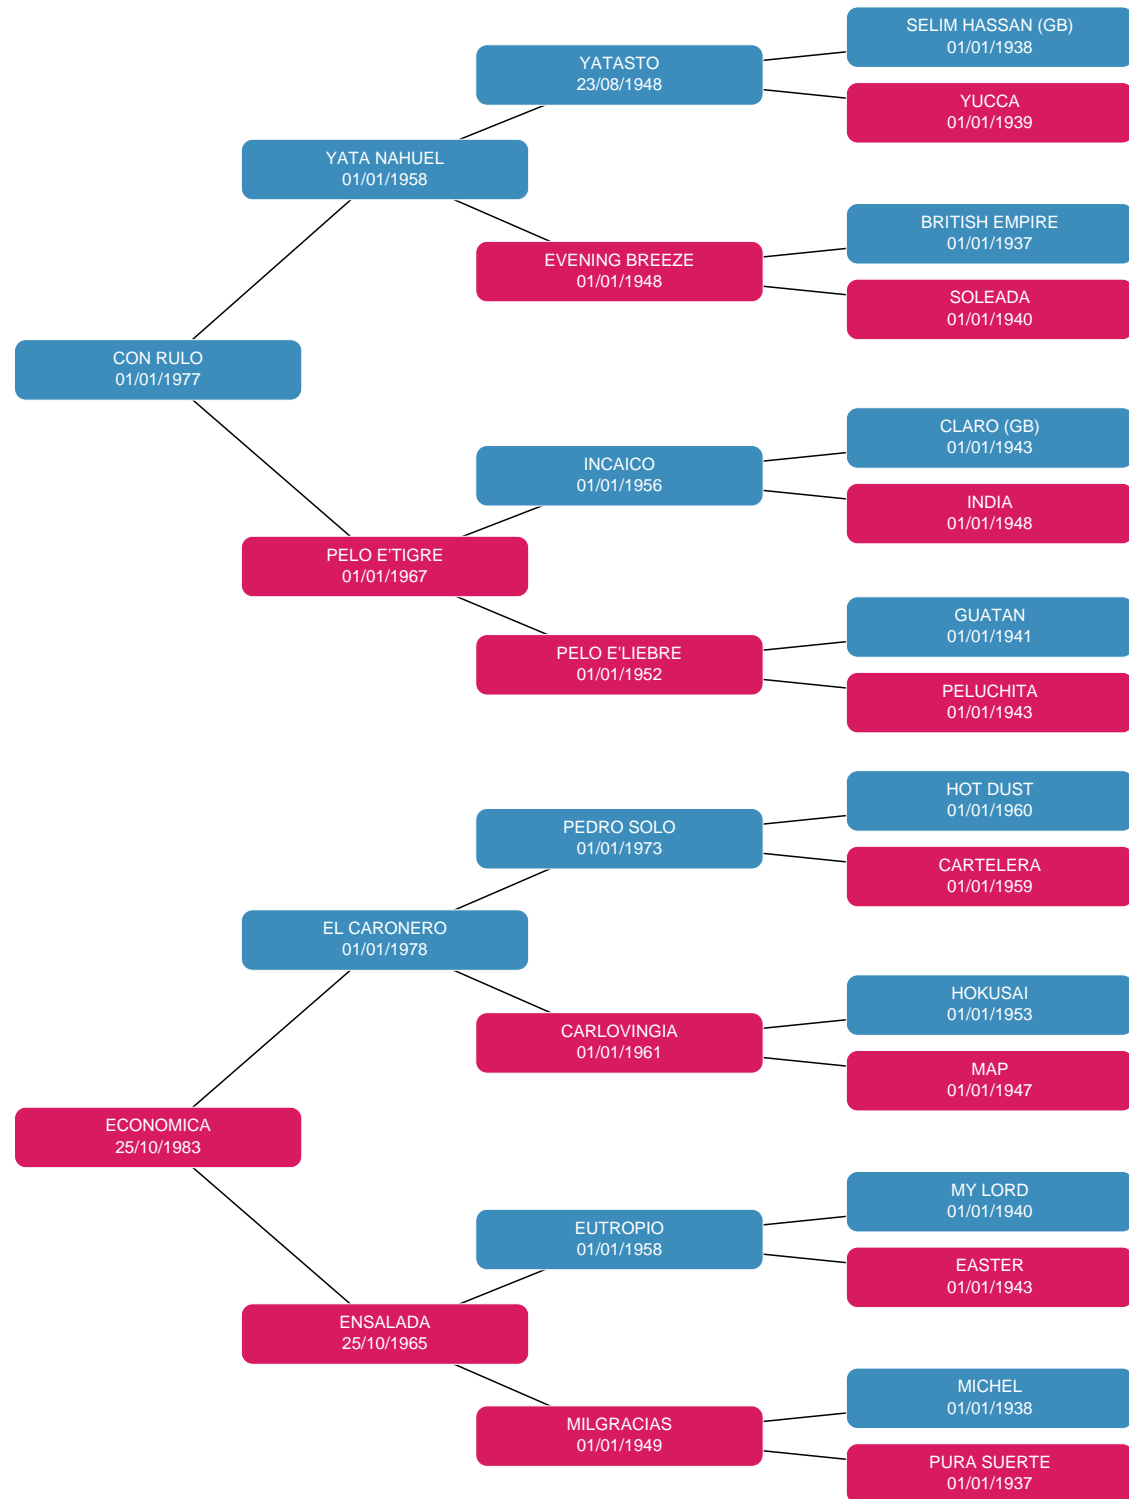 SELIM HASSAN (GB)
01/01/1938
YATASTO
23/08/1948
YUCCA
01/01/1939
YATA NAHUEL
01/01/1958
BRITISH EMPIRE
01/01/1937
EVENING BREEZE
01/01/1948
SOLEADA
01/01/1940
CON RULO
01/01/1977
CLARO (GB)
01/01/1943
INCAICO
01/01/1956
INDIA
01/01/1948
PELO E'TIGRE
01/01/1967
GUATAN
01/01/1941
PELO E'LIEBRE
01/01/1952
PELUCHITA
01/01/1943
HOT DUST
01/01/1960
PEDRO SOLO
01/01/1973
CARTELERA
01/01/1959
EL CARONERO
01/01/1978
HOKUSAI
01/01/1953
CARLOVINGIA
01/01/1961
MAP
01/01/1947
ECONOMICA
25/10/1983
MY LORD
01/01/1940
EUTROPIO
01/01/1958
EASTER
01/01/1943
ENSALADA
25/10/1965
MICHEL
01/01/1938
MILGRACIAS
01/01/1949
PURA SUERTE
01/01/1937